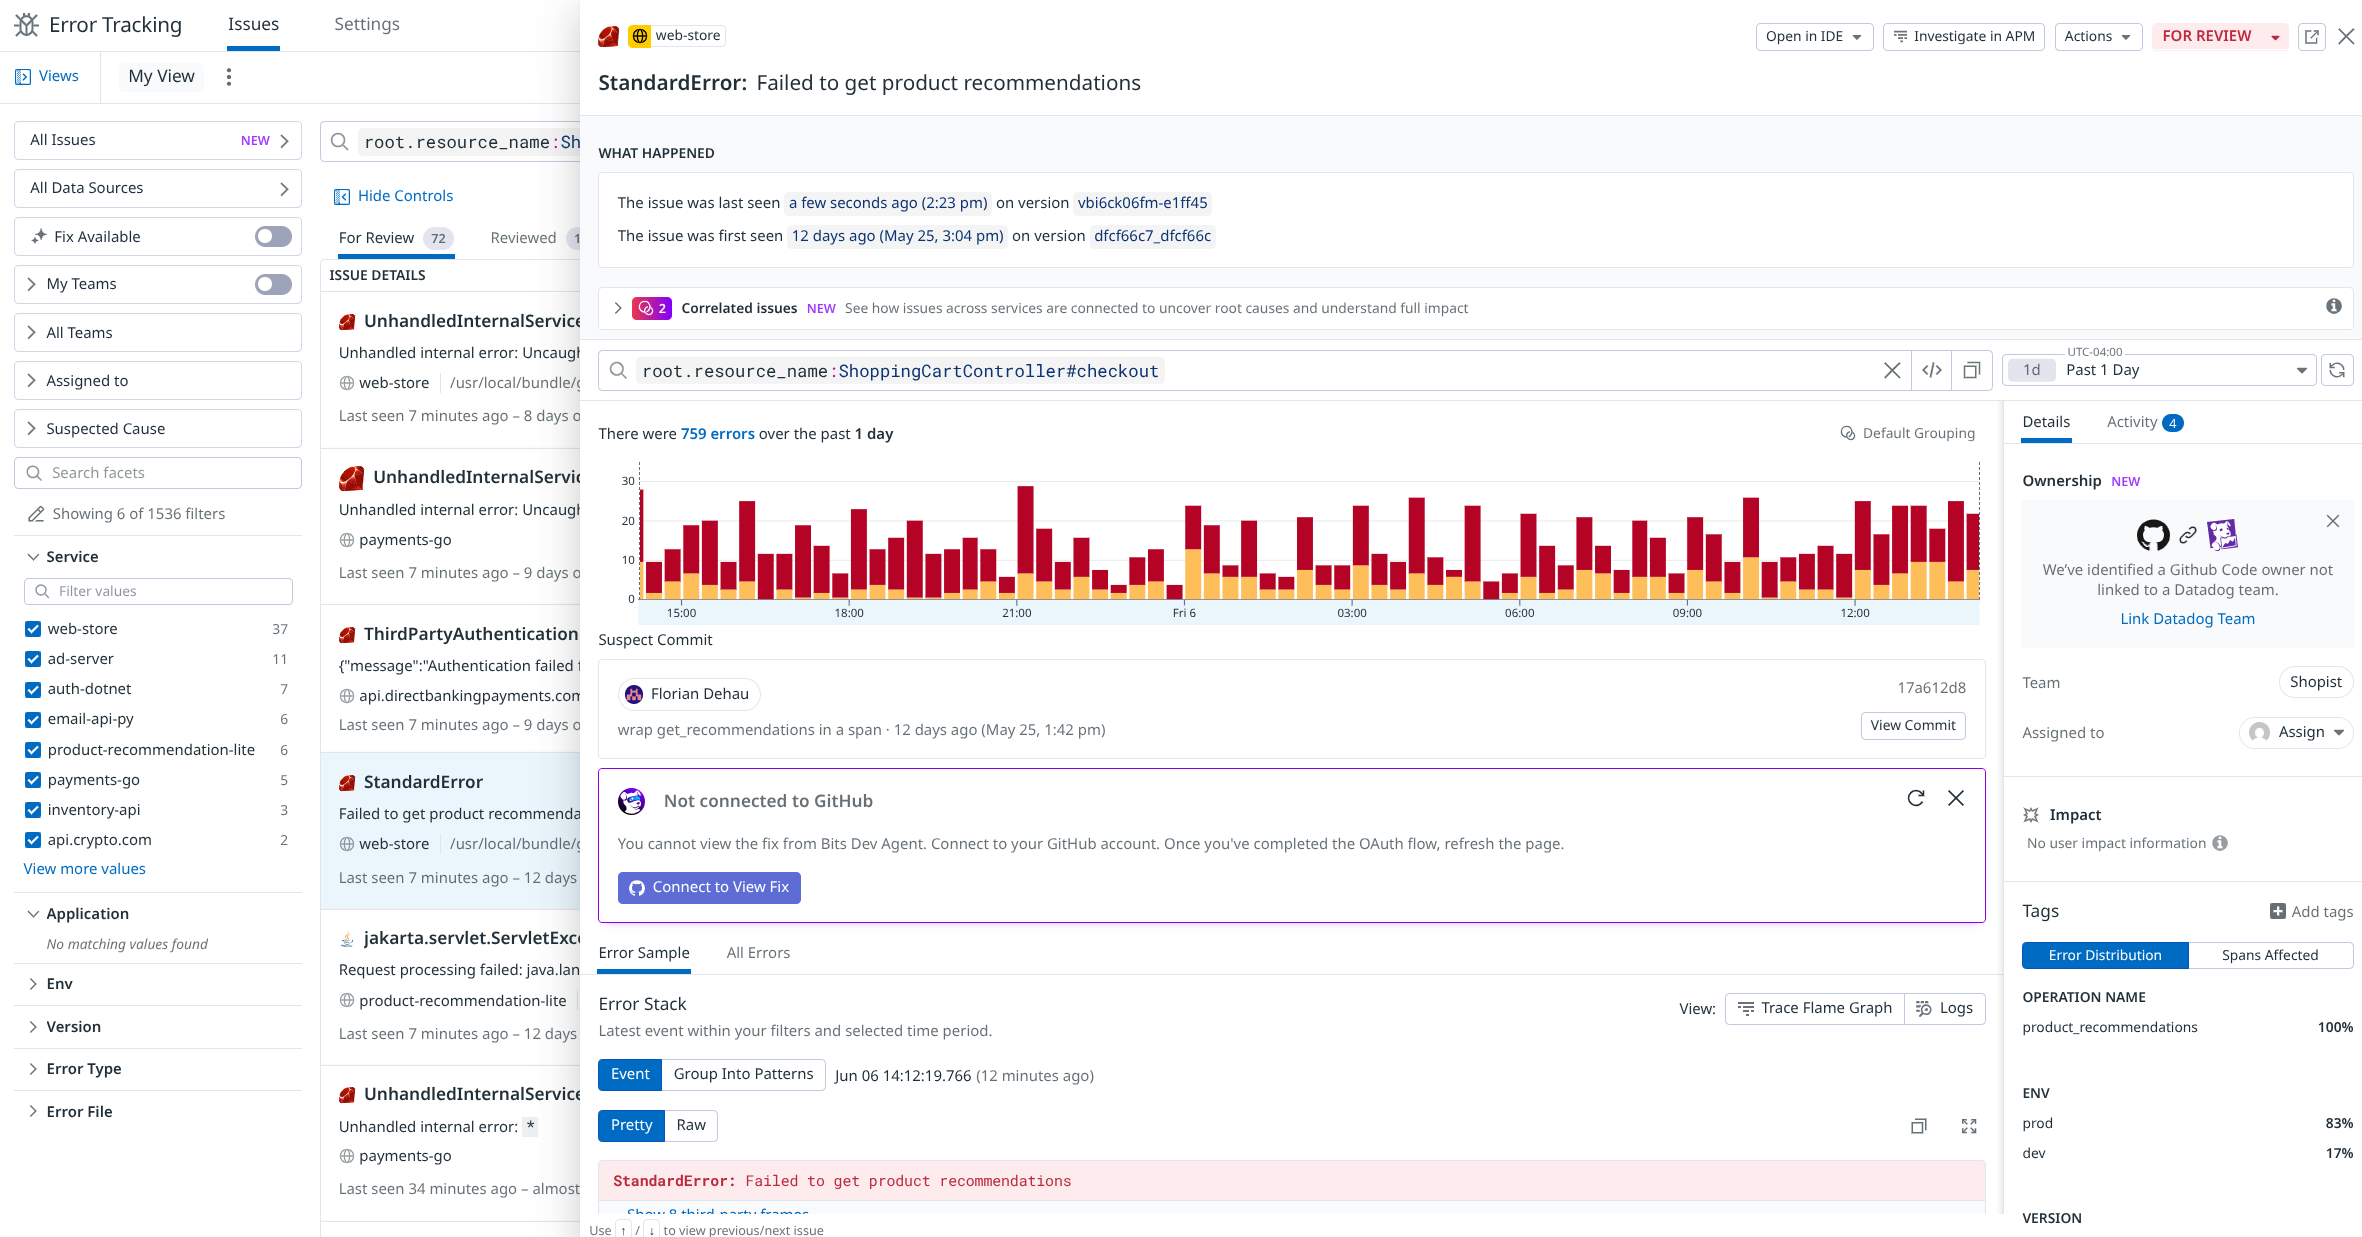 Error Tracking
Issues
Settings
Views
My View
All Issues NEW
All Data Sources
Fix Available
My Teams
All Teams
Assigned to
Suspected Cause
Search facets
Showing 6 of 1536 filters
Service
Filter values
web-store 37
ad-server 11
auth-dotnet 7
email-api-py 6
product-recommendation-lite 6
payments-go 5
inventory-api 3
api.crypto.com 2
View more values
Application
No matching values found
Env
Version
Error Type
Error File
root.resource_name:Sh
Hide Controls
For Review 72
Reviewed 1
ISSUE DETAILS
UnhandledInternalService
Unhandled internal error: Uncaugh
web-store /usr/local/bundle/g
Last seen 7 minutes ago – 8 days o
UnhandledInternalServic
Unhandled internal error: Uncaugh
payments-go
Last seen 7 minutes ago – 9 days o
ThirdPartyAuthentication
{"message":"Authentication failed f
api.directbankingpayments.com
Last seen 7 minutes ago – 9 days o
StandardError
Failed to get product recommenda
web-store /usr/local/bundle/g
Last seen 7 minutes ago – 12 days
jakarta.servlet.ServletExce
Request processing failed: java.lan
product-recommendation-lite
Last seen 7 minutes ago – 12 days
UnhandledInternalService
Unhandled internal error: *
payments-go
Last seen 34 minutes ago – almost
web-store
Open in IDE
Investigate in APM
Actions
FOR REVIEW
StandardError: Failed to get product recommendations
WHAT HAPPENED
The issue was last seen a few seconds ago (2:23 pm) on version vbi6ck06fm-e1ff45
The issue was first seen 12 days ago (May 25, 3:04 pm) on version dfcf66c7_dfcf66c
2 Correlated issues NEW See how issues across services are connected to uncover root causes and understand full impact
root.resource_name:ShoppingCartController#checkout
</>
UTC-04:00
1d Past 1 Day
There were 759 errors over the past 1 day
Default Grouping
30
20
10
0
15:00 18:00 21:00 Fri 6 03:00 06:00 09:00 12:00
Suspect Commit
Florian Dehau
17a612d8
wrap get_recommendations in a span · 12 days ago (May 25, 1:42 pm)
View Commit
Not connected to GitHub
You cannot view the fix from Bits Dev Agent. Connect to your GitHub account. Once you've completed the OAuth flow, refresh the page.
Connect to View Fix
Error Sample
All Errors
Error Stack
Latest event within your filters and selected time period.
View:
Trace Flame Graph
Logs
Event
Group Into Patterns
Jun 06 14:12:19.766 (12 minutes ago)
Pretty
Raw
StandardError: Failed to get product recommendations
Show 8 third-party frames
Use ↑ / ↓ to view previous/next issue
Details
Activity 4
Ownership NEW
We've identified a Github Code owner not
linked to a Datadog team.
Link Datadog Team
Team Shopist
Assigned to Assign
Impact
No user impact information
Tags
Add tags
Error Distribution
Spans Affected
OPERATION NAME
product_recommendations 100%
ENV
prod 83%
dev 17%
VERSION